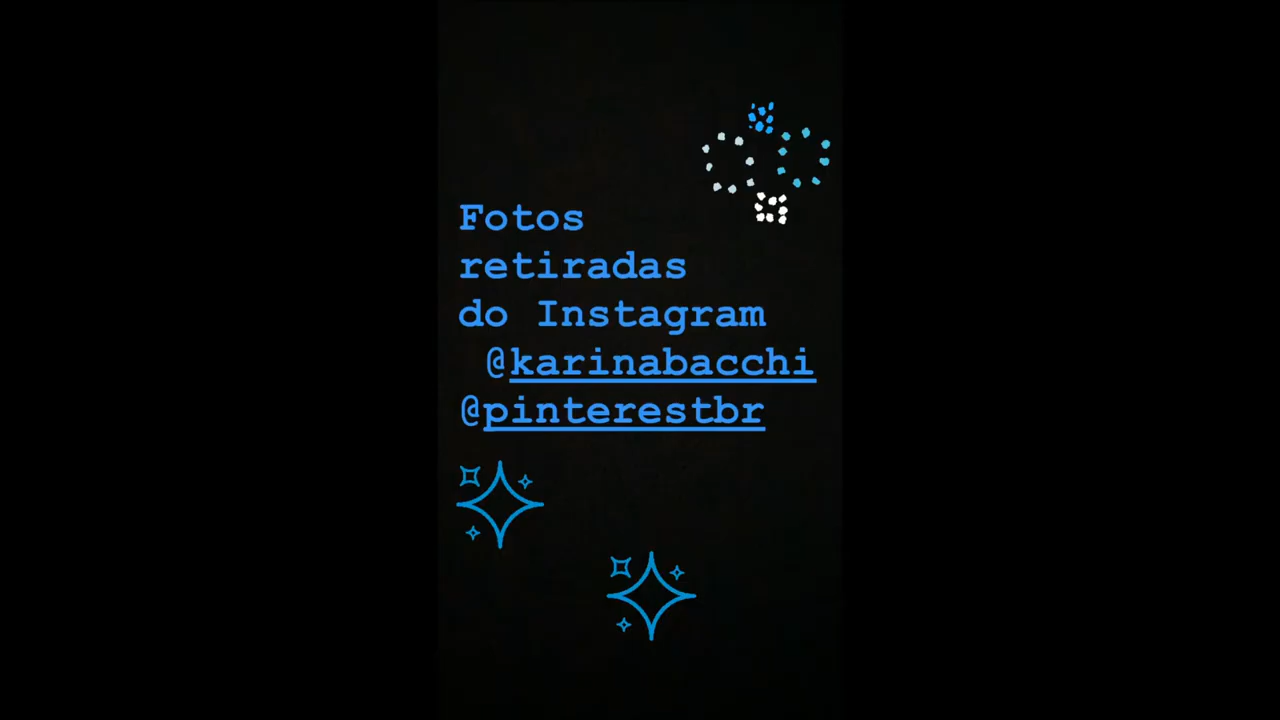 Fotos
retiradas
do Instagram
@karinabacchi
@pinterestbr